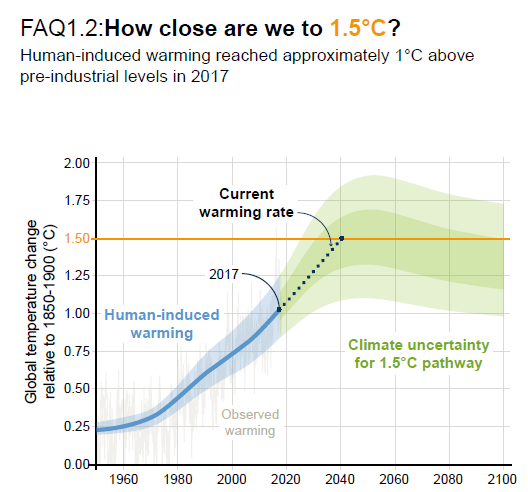 FAQ1.2:How close are we to 1.5°C?
Human-induced warming reached approximately 1°C above
pre-industrial levels in 2017
2.00
1.75
1.50
1.25
1.00
0.75
0.50
0.25
0.00
Global temperature change
relative to 1850-1900 (°C)
Current
warming rate
2017
Human-induced
warming
Climate uncertainty
for 1.5°C pathway
Observed
warming
1960 1980 2000 2020 2040 2060 2080 2100